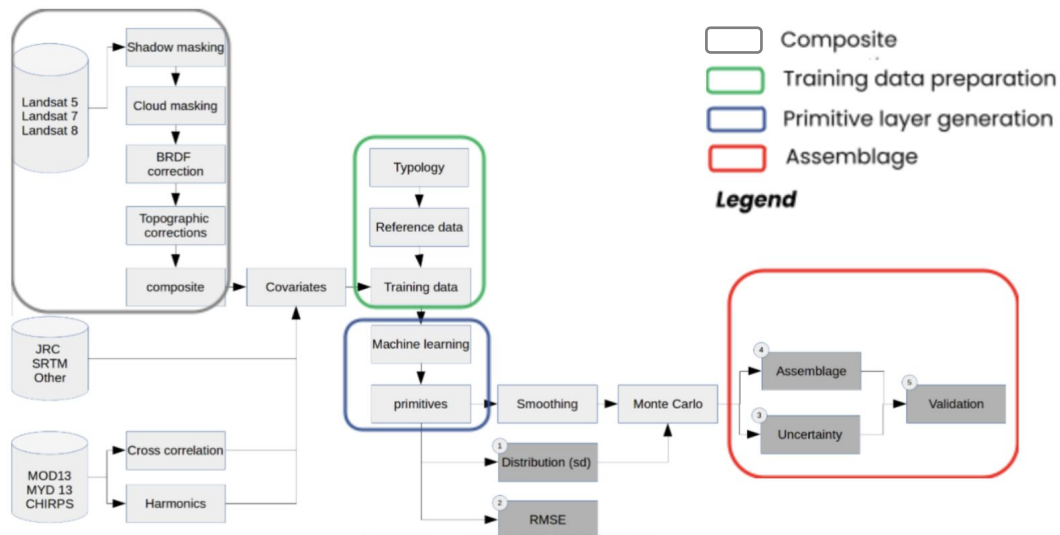 Landsat 5
Landsat 7
Landsat 8
Shadow masking
Cloud masking
BRDF
correction
Topographic
corrections
composite
Covariates
JRC
SRTM
Other
MOD13
MYD 13
CHIRPS
Cross correlation
Harmonics
Typology
Reference data
Training data
Machine learning
primitives
Smoothing
Monte Carlo
1
Distribution (sd)
2
RMSE
4
Assemblage
3
Uncertainty
5
Validation
Composite
Training data preparation
Primitive layer generation
Assemblage
Legend